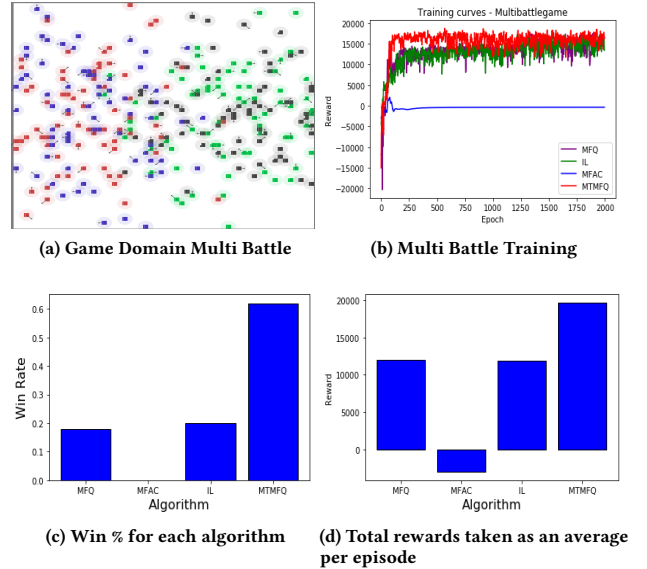 Training curves - Multibattlegame
20000
15000
10000
5000
0
−5000
−10000
−15000
−20000
Reward
MFQ
IL
MFAC
MTMFQ
0 250 500 750 1000 1250 1500 1750 2000
Epoch
(a) Game Domain Multi Battle
(b) Multi Battle Training
0.6
0.5
0.4
0.3
0.2
0.1
0.0
Win Rate
MFQ MFAC IL MTMFQ
Algorithm
20000
15000
10000
5000
0
Reward
MFQ MFAC IL MTMFQ
Algorithm
(c) Win % for each algorithm
(d) Total rewards taken as an average
per episode